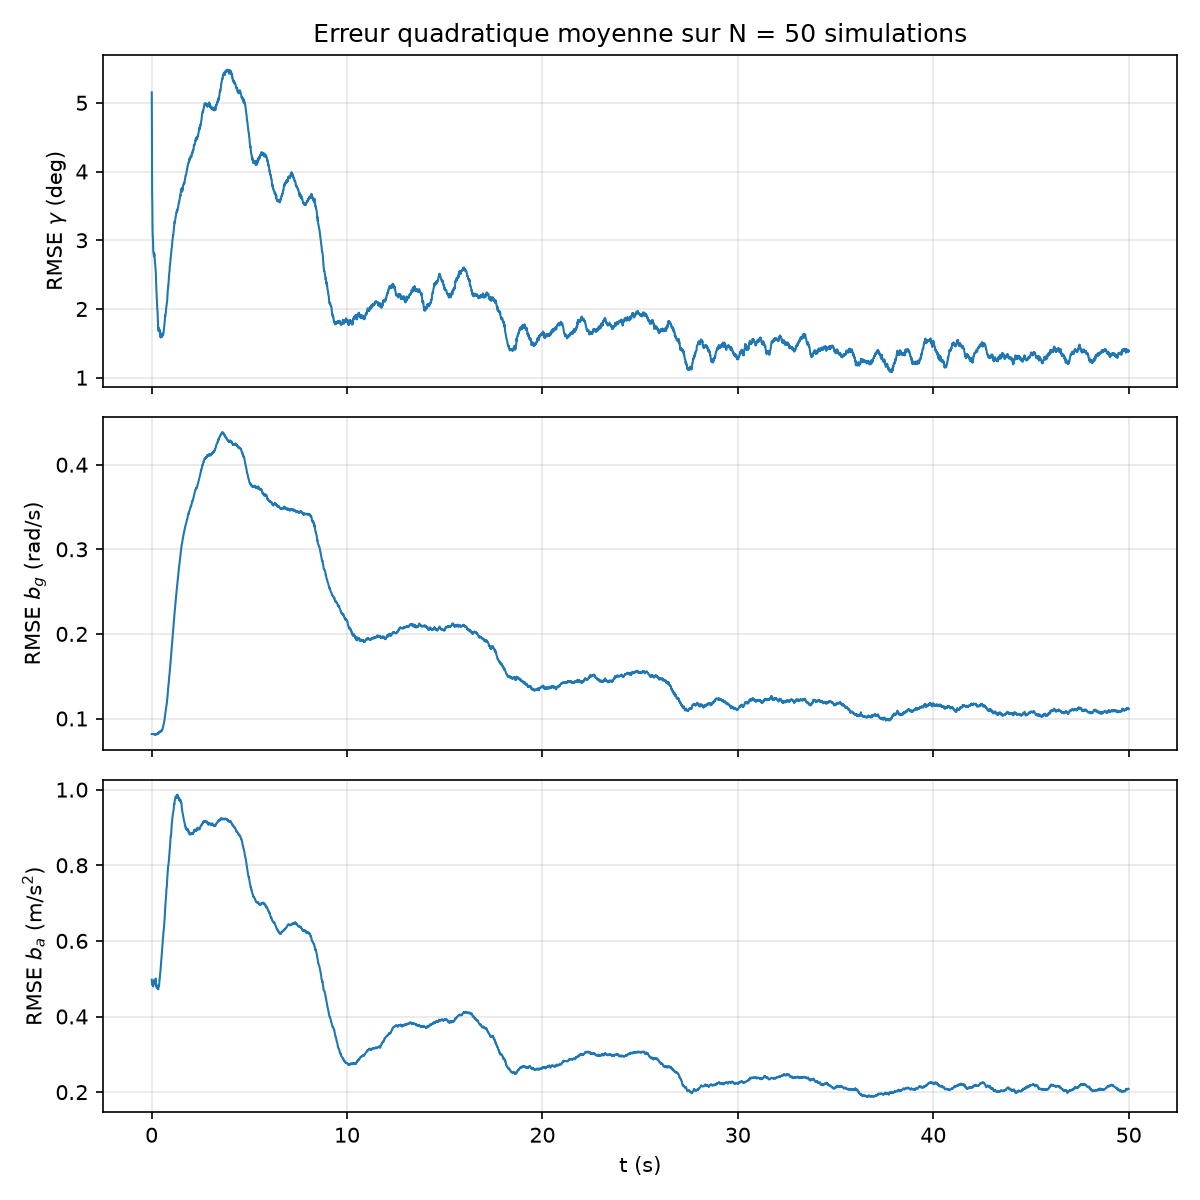 Erreur quadratique moyenne sur N = 50 simulations
RMSE γ (deg)
5
4
3
2
1
RMSE b_g (rad/s)
0.4
0.3
0.2
0.1
RMSE b_a (m/s²)
1.0
0.8
0.6
0.4
0.2
0 10 20 30 40 50
t (s)